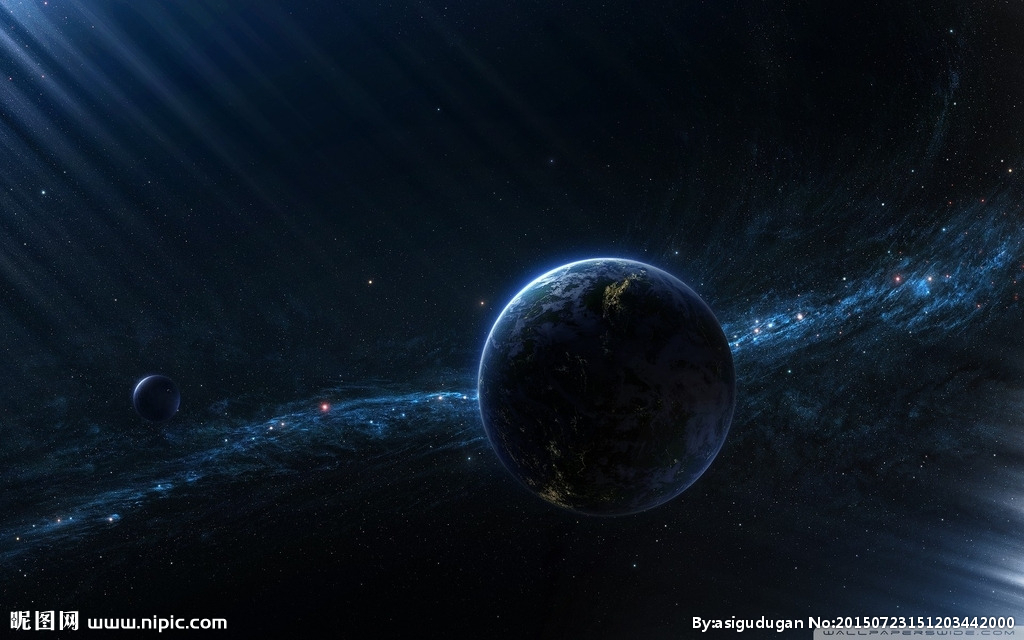 昵图网 www.nipic.com
By:asigudugan No:20150723151203442000
WALLPAPERSWIDE.COM